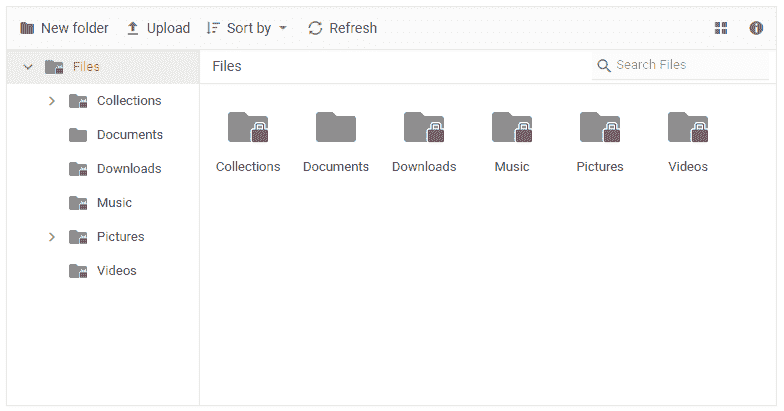 New folder Upload Sort by Refresh
Files
Collections
Documents
Downloads
Music
Pictures
Videos
Files Search Files
Collections Documents Downloads Music Pictures Videos